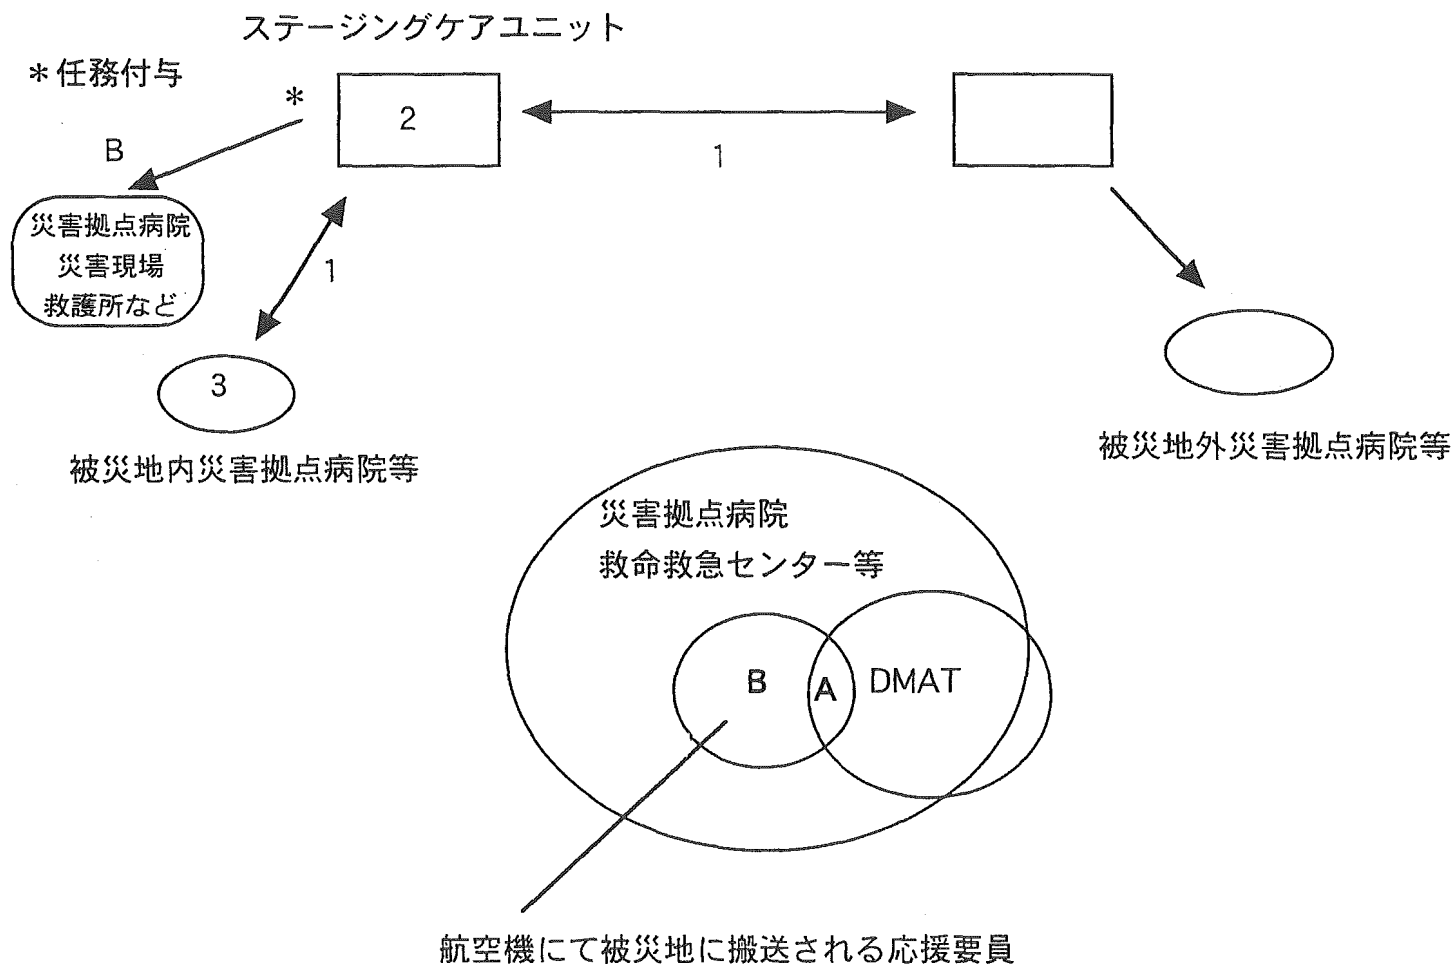 ステージングケアユニット
＊任務付与
＊
2
1
B
災害拠点病院
災害現場
救護所など
1
3
被災地内災害拠点病院等
被災地外災害拠点病院等
災害拠点病院
救命救急センター等
B
A
DMAT
航空機にて被災地に搬送される応援要員